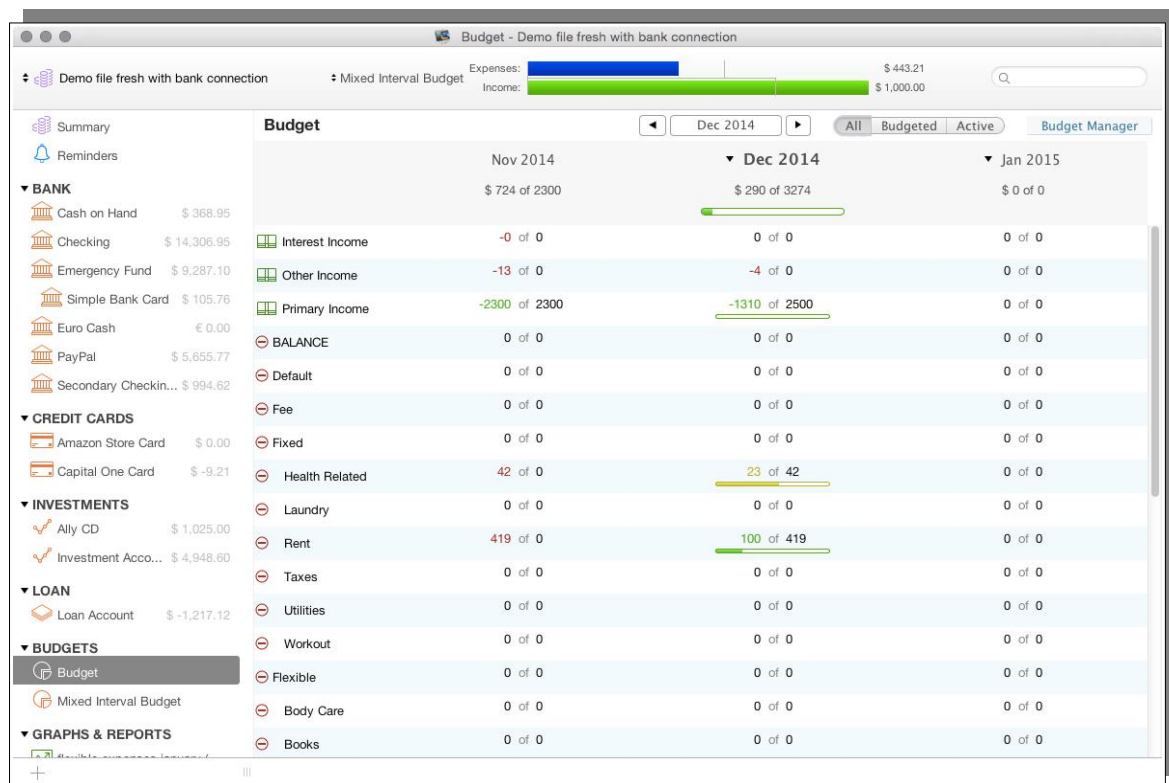 Budget - Demo file fresh with bank connection
Demo file fresh with bank connection
Mixed Interval Budget
Expenses: $ 443.21
Income: $ 1,000.00
Summary
Reminders
BANK
Cash on Hand $ 368.95
Checking $ 14,306.95
Emergency Fund $ 9,287.10
Simple Bank Card $ 105.76
Euro Cash € 0.00
PayPal $ 5,655.77
Secondary Checkin... $ 994.62
CREDIT CARDS
Amazon Store Card $ 0.00
Capital One Card $ -9.21
INVESTMENTS
Ally CD $ 1,025.00
Investment Acco... $ 4,948.60
LOAN
Loan Account $ -1,217.12
BUDGETS
Budget
Mixed Interval Budget
GRAPHS & REPORTS
Budget
Dec 2014
All Budgeted Active
Budget Manager
Nov 2014 Dec 2014 Jan 2015
$ 724 of 2300 $ 290 of 3274 $ 0 of 0
Interest Income -0 of 0 0 of 0 0 of 0
Other Income -13 of 0 -4 of 0 0 of 0
Primary Income -2300 of 2300 -1310 of 2500 0 of 0
BALANCE 0 of 0 0 of 0 0 of 0
Default 0 of 0 0 of 0 0 of 0
Fee 0 of 0 0 of 0 0 of 0
Fixed 0 of 0 0 of 0 0 of 0
Health Related 42 of 0 23 of 42 0 of 0
Laundry 0 of 0 0 of 0 0 of 0
Rent 419 of 0 100 of 419 0 of 0
Taxes 0 of 0 0 of 0 0 of 0
Utilities 0 of 0 0 of 0 0 of 0
Workout 0 of 0 0 of 0 0 of 0
Flexible 0 of 0 0 of 0 0 of 0
Body Care 0 of 0 0 of 0 0 of 0
Books 0 of 0 0 of 0 0 of 0